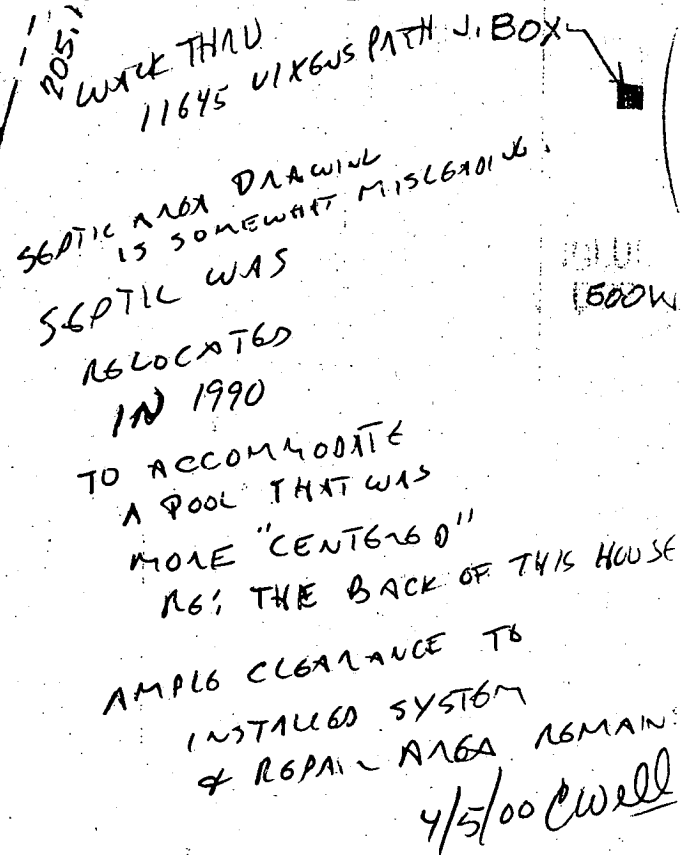 205.1
WALK THRU
11645 VIXENS PATH J. BOX
SEPTIC AREA DRAWING
IS SOMEWHAT MISLEADING.
SEPTIC WAS
RELOCATED
IN 1990
TO ACCOMMODATE
A POOL THAT WAS
MORE "CENTERED"
RE: THE BACK OF THIS HOUSE
AMPLE CLEARANCE TO
INSTALLED SYSTEM
& REPAIR AREA REMAIN
4/5/00 CWell